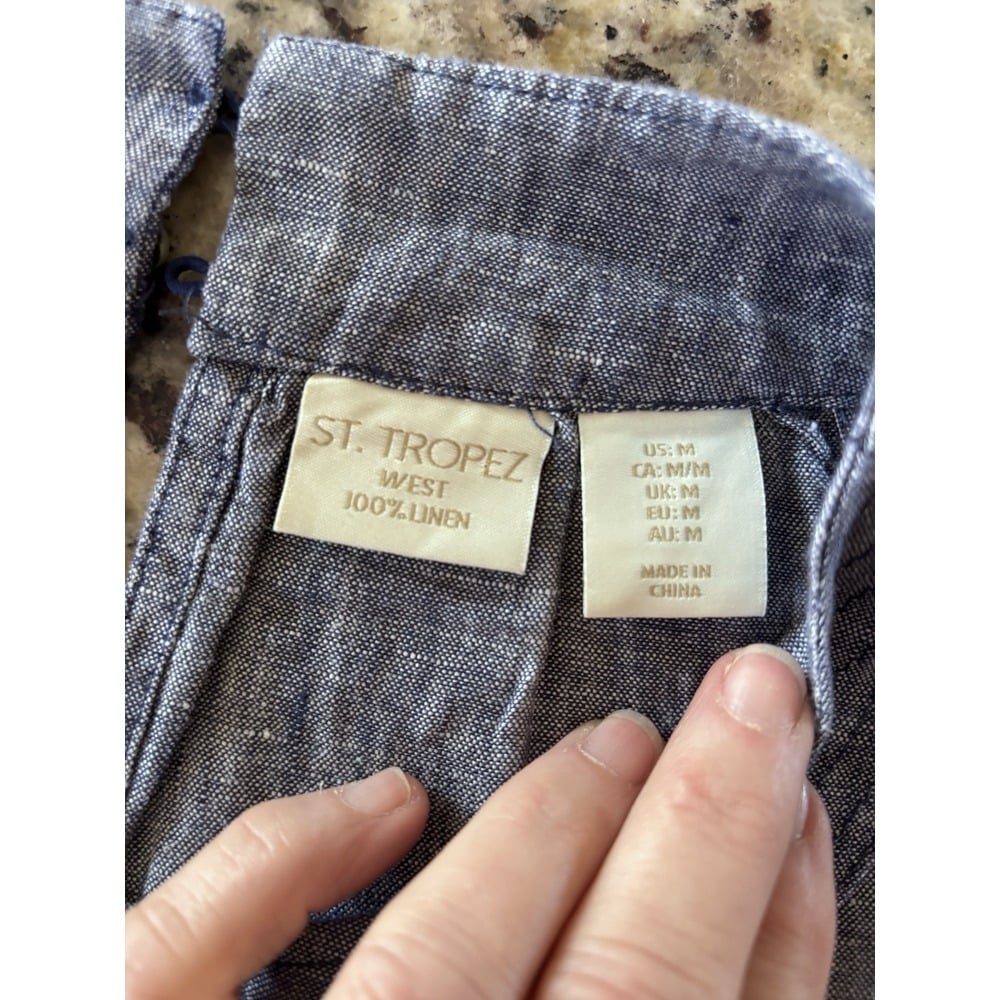 ST. TROPEZ
WEST
100% LINEN
US: M
CA: M/M
UK: M
EU: M
AU: M
MADE IN
CHINA